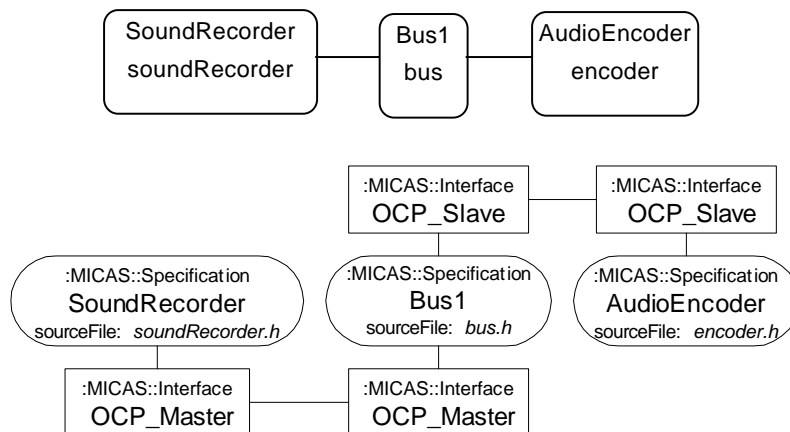 SoundRecorder
soundRecorder
Bus1
bus
AudioEncoder
encoder
:MICAS::Interface
OCP_Slave
:MICAS::Interface
OCP_Slave
:MICAS::Specification
SoundRecorder
sourceFile: soundRecorder.h
:MICAS::Specification
Bus1
sourceFile: bus.h
:MICAS::Specification
AudioEncoder
sourceFile: encoder.h
:MICAS::Interface
OCP_Master
:MICAS::Interface
OCP_Master